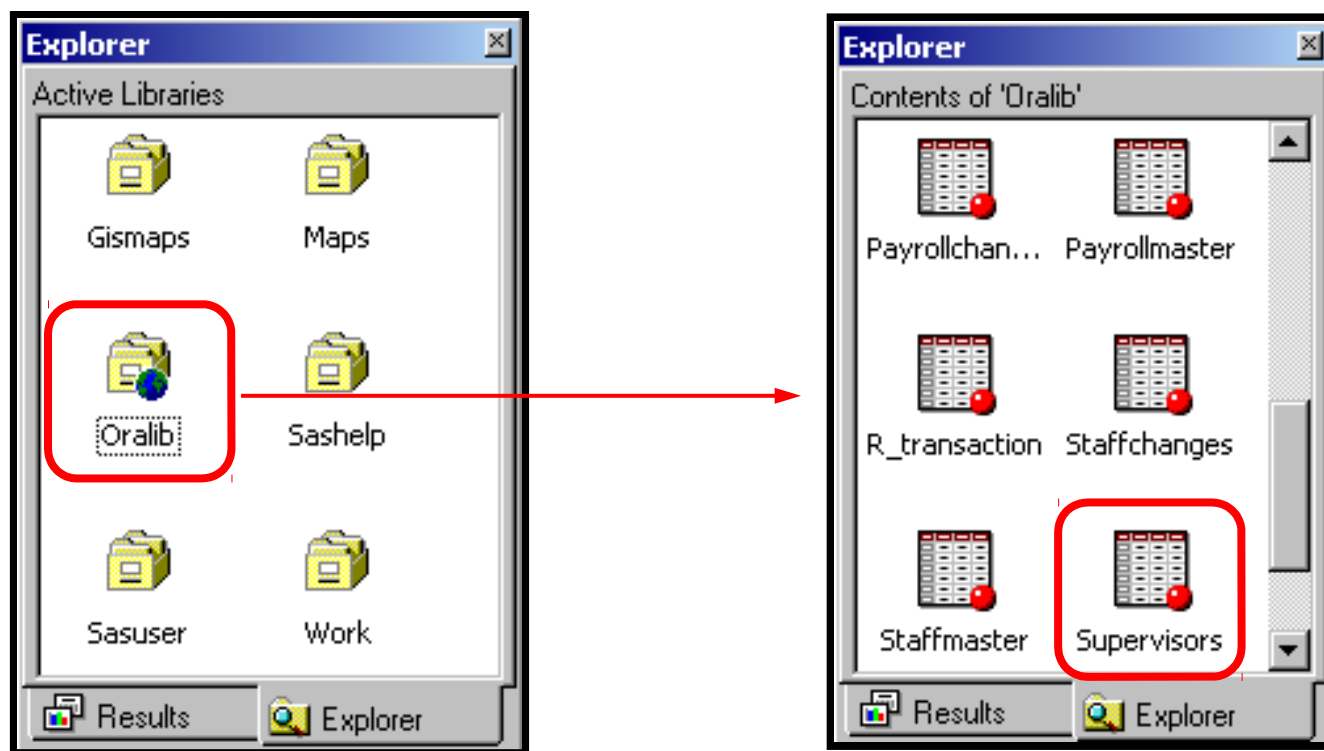 Explorer
Active Libraries
Gismaps Maps
Oralib Sashelp
Sasuser Work
Results Explorer
Explorer
Contents of 'Oralib'
Payrollchan... Payrollmaster
R_transaction Staffchanges
Staffmaster Supervisors
Results Explorer